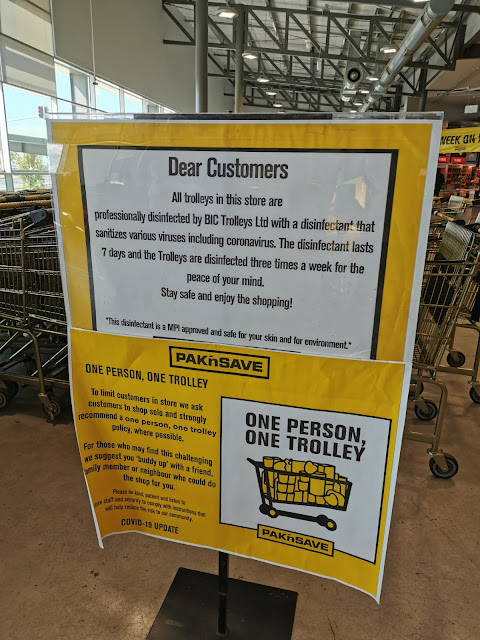 WEEK ON
Dear Customers
All trolleys in this store are
professionally disinfected by BIC Trolleys Ltd with a disinfectant that
sanitizes various viruses including coronavirus. The disinfectant lasts
7 days and the Trolleys are disinfected three times a week for the
peace of your mind.
Stay safe and enjoy the shopping!
"This disinfectant is a MPI approved and safe for your skin and for environment."
PAKnSAVE
ONE PERSON, ONE TROLLEY
To limit customers in store we ask
customers to shop solo and strongly
recommend a one person, one trolley
policy, where possible.
For those who may find this challenging
we suggest you 'buddy up' with a friend,
family member or neighbour who could do
the shop for you.
Please be kind, patient and listen to
staff and security to comply with instructions that
will help reduce the risk to our community.
COVID-19 UPDATE
ONE PERSON,
ONE TROLLEY
PAKnSAVE